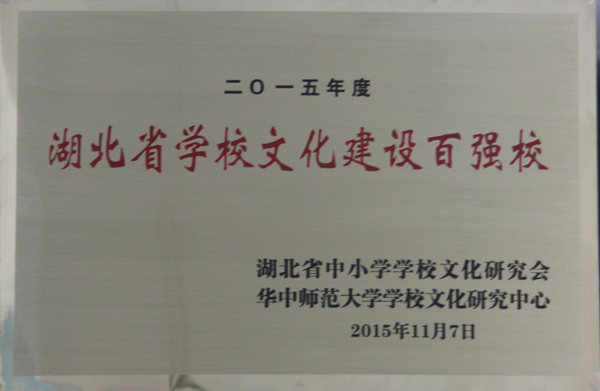 二〇一五年度
湖北省学校文化建设百强校
湖北省中小学学校文化研究会
华中师范大学学校文化研究中心
2015年11月7日